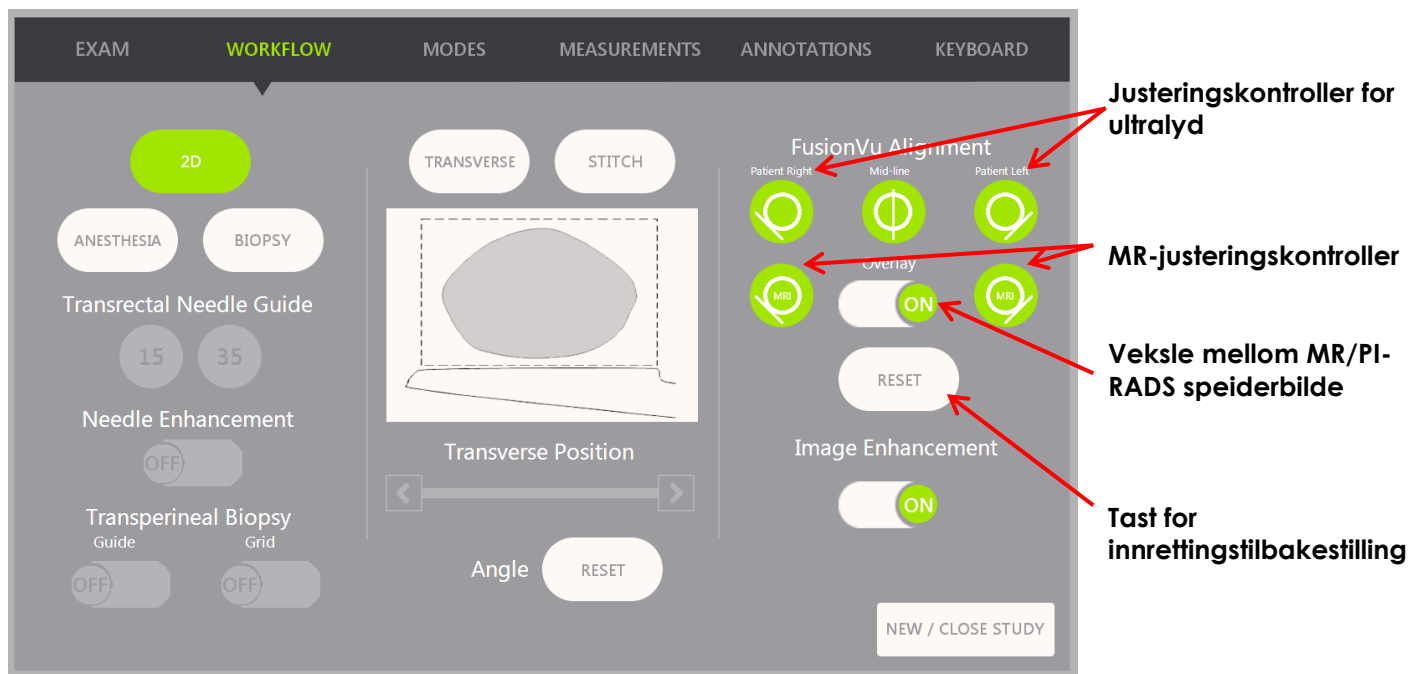 EXAM
WORKFLOW
MODES
MEASUREMENTS
ANNOTATIONS
KEYBOARD
2D
ANESTHESIA
BIOPSY
Transrectal Needle Guide
15
35
Needle Enhancement
OFF
Transperineal Biopsy
Guide
Grid
OFF
OFF
TRANSVERSE
STITCH
Transverse Position
Angle
RESET
FusionVu Alignment
Patient Right
Mid-line
Patient Left
MRI
Overlay
ON
MRI
RESET
Image Enhancement
ON
NEW / CLOSE STUDY
Justeringskontroller for
ultralyd
MR-justeringskontroller
Veksle mellom MR/PI-
RADS speiderbilde
Tast for
innrettingstilbakestilling